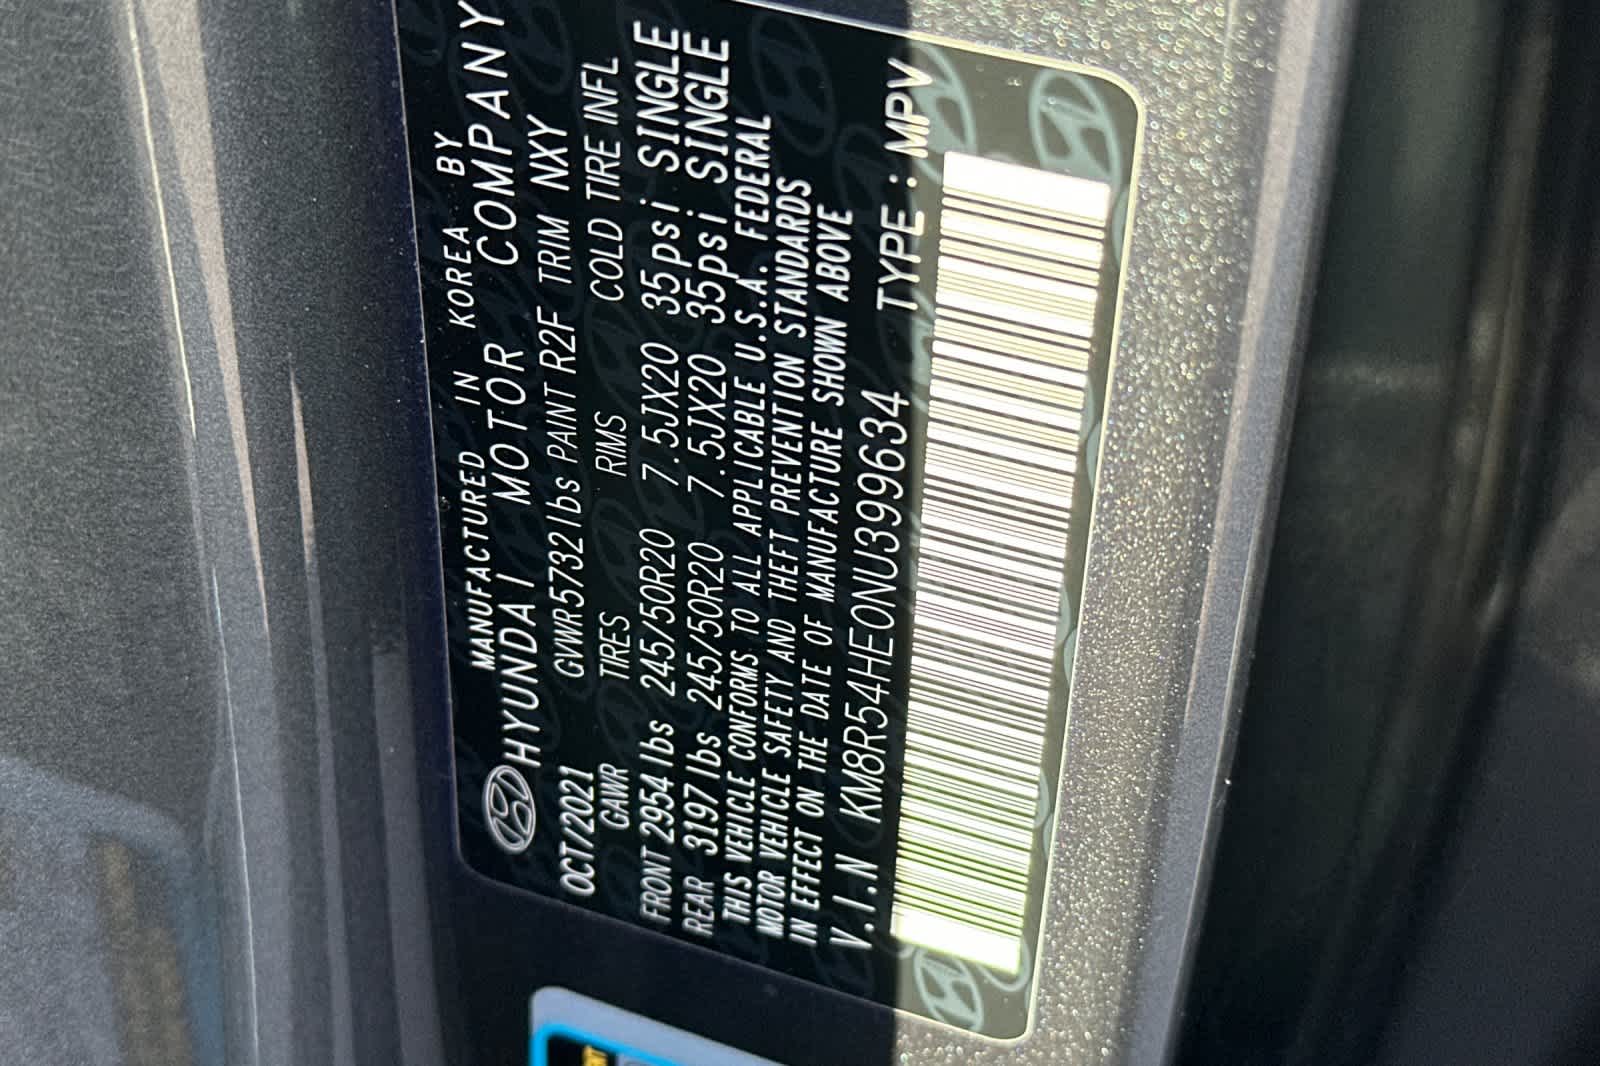 MANUFACTURED IN KOREA BY
HYUNDAI MOTOR COMPANY
OCT/2021 GVWR5732lbs PAINT R2F TRIM NXY
GAWR TIRES RIMS COLD TIRE INFL
FRONT 2954 lbs 245/50R20 7.5JX20 35psi SINGLE
REAR 3197 lbs 245/50R20 7.5JX20 35psi SINGLE
THIS VEHICLE CONFORMS TO ALL APPLICABLE U.S.A. FEDERAL
MOTOR VEHICLE SAFETY AND THEFT PREVENTION STANDARDS
IN EFFECT ON THE DATE OF MANUFACTURE SHOWN ABOVE
V.I.N KM8R54HE0NU399634 TYPE : MPV